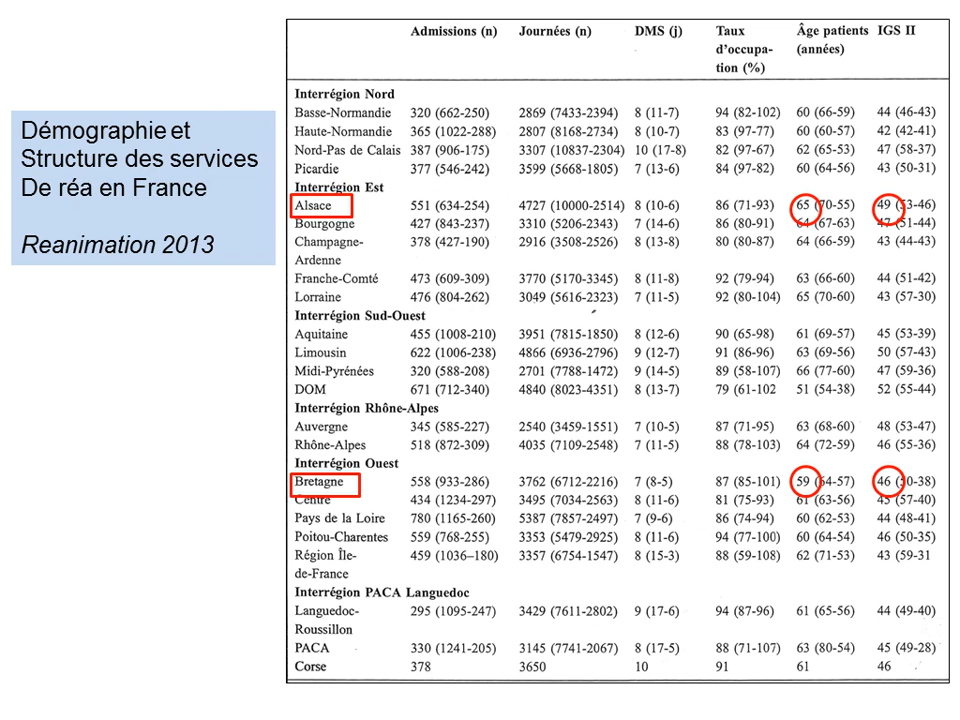 Démographie et
Structure des services
De réa en France
Reanimation 2013
Admissions (n) Journées (n) DMS (j) Taux d'occupa-tion (%) Âge patients (années) IGS II
Interrégion Nord
Basse-Normandie 320 (662-250) 2869 (7433-2394) 8 (11-7) 94 (82-102) 60 (66-59) 44 (46-43)
Haute-Normandie 365 (1022-288) 2807 (8168-2734) 8 (10-7) 83 (97-77) 60 (60-57) 42 (42-41)
Nord-Pas de Calais 387 (906-175) 3307 (10837-2304) 10 (17-8) 82 (97-67) 62 (65-53) 47 (58-37)
Picardie 377 (546-242) 3599 (5668-1805) 7 (13-6) 84 (97-82) 60 (64-56) 43 (50-31)
Interrégion Est
Alsace 551 (634-254) 4727 (10000-2514) 8 (10-6) 86 (71-93) 65 (70-55) 49 (53-46)
Bourgogne 427 (843-237) 3310 (5206-2343) 7 (14-6) 86 (80-91) 64 (67-63) 47 (51-44)
Champagne- 378 (427-190) 2916 (3508-2526) 8 (13-8) 80 (80-87) 64 (66-59) 43 (44-43)
Ardenne
Franche-Comté 473 (609-309) 3770 (5170-3345) 8 (11-8) 92 (79-94) 63 (66-60) 44 (51-42)
Lorraine 476 (804-262) 3049 (5616-2323) 7 (11-5) 92 (80-104) 65 (70-60) 43 (57-30)
Interrégion Sud-Ouest
Aquitaine 455 (1008-210) 3951 (7815-1850) 8 (12-6) 90 (65-98) 61 (69-57) 45 (53-39)
Limousin 622 (1006-238) 4866 (6936-2796) 9 (12-7) 91 (86-96) 63 (69-56) 50 (57-43)
Midi-Pyrénées 320 (588-208) 2701 (7788-1472) 9 (14-5) 89 (58-107) 66 (77-60) 47 (59-36)
DOM 671 (712-340) 4840 (8023-4351) 8 (13-7) 79 (61-102 51 (54-38) 52 (55-44)
Interrégion Rhône-Alpes
Auvergne 345 (585-227) 2540 (3459-1551) 7 (10-5) 87 (71-95) 63 (68-60) 48 (53-47)
Rhône-Alpes 518 (872-309) 4035 (7109-2548) 7 (11-5) 88 (78-103) 64 (72-59) 46 (55-36)
Interrégion Ouest
Bretagne 558 (933-286) 3762 (6712-2216) 7 (8-5) 87 (85-101) 59 (64-57) 46 (50-38)
Centre 434 (1234-297) 3495 (7034-2563) 8 (11-6) 81 (75-93) 61 (63-56) 45 (57-40)
Pays de la Loire 780 (1165-260) 5387 (7857-2497) 7 (9-6) 86 (74-94) 60 (62-53) 44 (48-41)
Poitou-Charentes 559 (768-255) 3353 (5479-2925) 8 (11-6) 94 (77-100) 60 (64-54) 46 (50-35)
Région Île- 459 (1036–180) 3357 (6754-1547) 8 (15-3) 88 (59-108) 62 (71-53) 43 (59-31
de-France
Interrégion PACA Languedoc
Languedoc- 295 (1095-247) 3429 (7611-2802) 9 (17-6) 94 (87-96) 61 (65-56) 44 (49-40)
Roussillon
PACA 330 (1241-205) 3145 (7741-2067) 8 (17-5) 88 (71-107) 63 (80-54) 45 (49-28)
Corse 378 3650 10 91 61 46